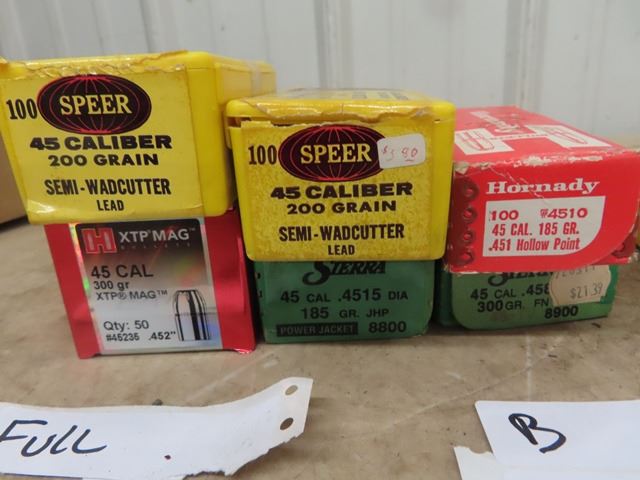 100 SPEER
45 CALIBER
200 GRAIN
SEMI-WADCUTTER
LEAD
100 SPEER
$3.90
45 CALIBER
200 GRAIN
SEMI-WADCUTTER
LEAD
Hornady
100 #4510
45 CAL. 185 GR.
.451 Hollow Point
H XTP MAG
45 CAL
300 gr
XTP® MAG™
Qty: 50
#45235 .452"
SIERRA
45 CAL .4515 DIA
185 GR. JHP
POWER JACKET 8800
45 CAL .458
300 GR. FN
8900
$21.39
FULL
B